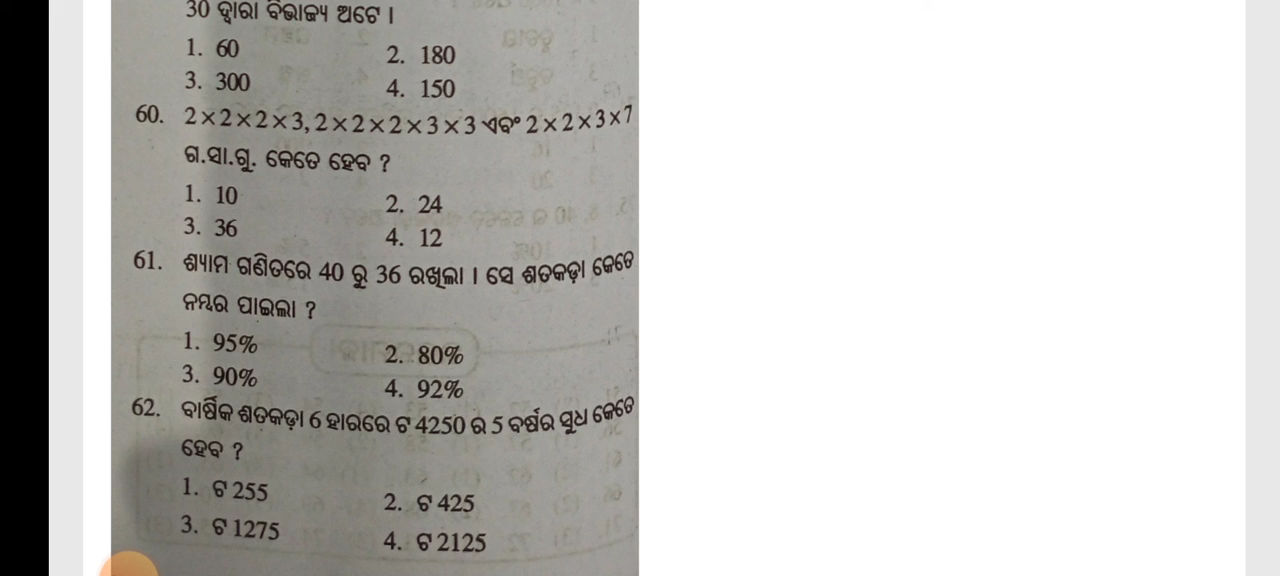 30 ଦ୍ୱାରା ବିଭାଜ୍ୟ ଅଟେ ।
1. 60 2. 180
3. 300 4. 150
60. 2×2×2×3, 2×2×2×3×3 ଏବଂ 2×2×3×7
ଗ.ସା.ଗୁ. କେତେ ହେବ ?
1. 10 2. 24
3. 36 4. 12
61. ଶ୍ୟାମ ଗଣିତରେ 40 ରୁ 36 ରଖିଲା । ସେ ଶତକଡ଼ା କେତେ
ନମ୍ବର ପାଇଲା ?
1. 95% 2. 80%
3. 90% 4. 92%
62. ବାର୍ଷିକ ଶତକଡ଼ା 6 ହାରରେ ଟ 4250 ର 5 ବର୍ଷର ସୁଧ କେତେ
ହେବ ?
1. ଟ 255 2. ଟ 425
3. ଟ 1275 4. ଟ 2125